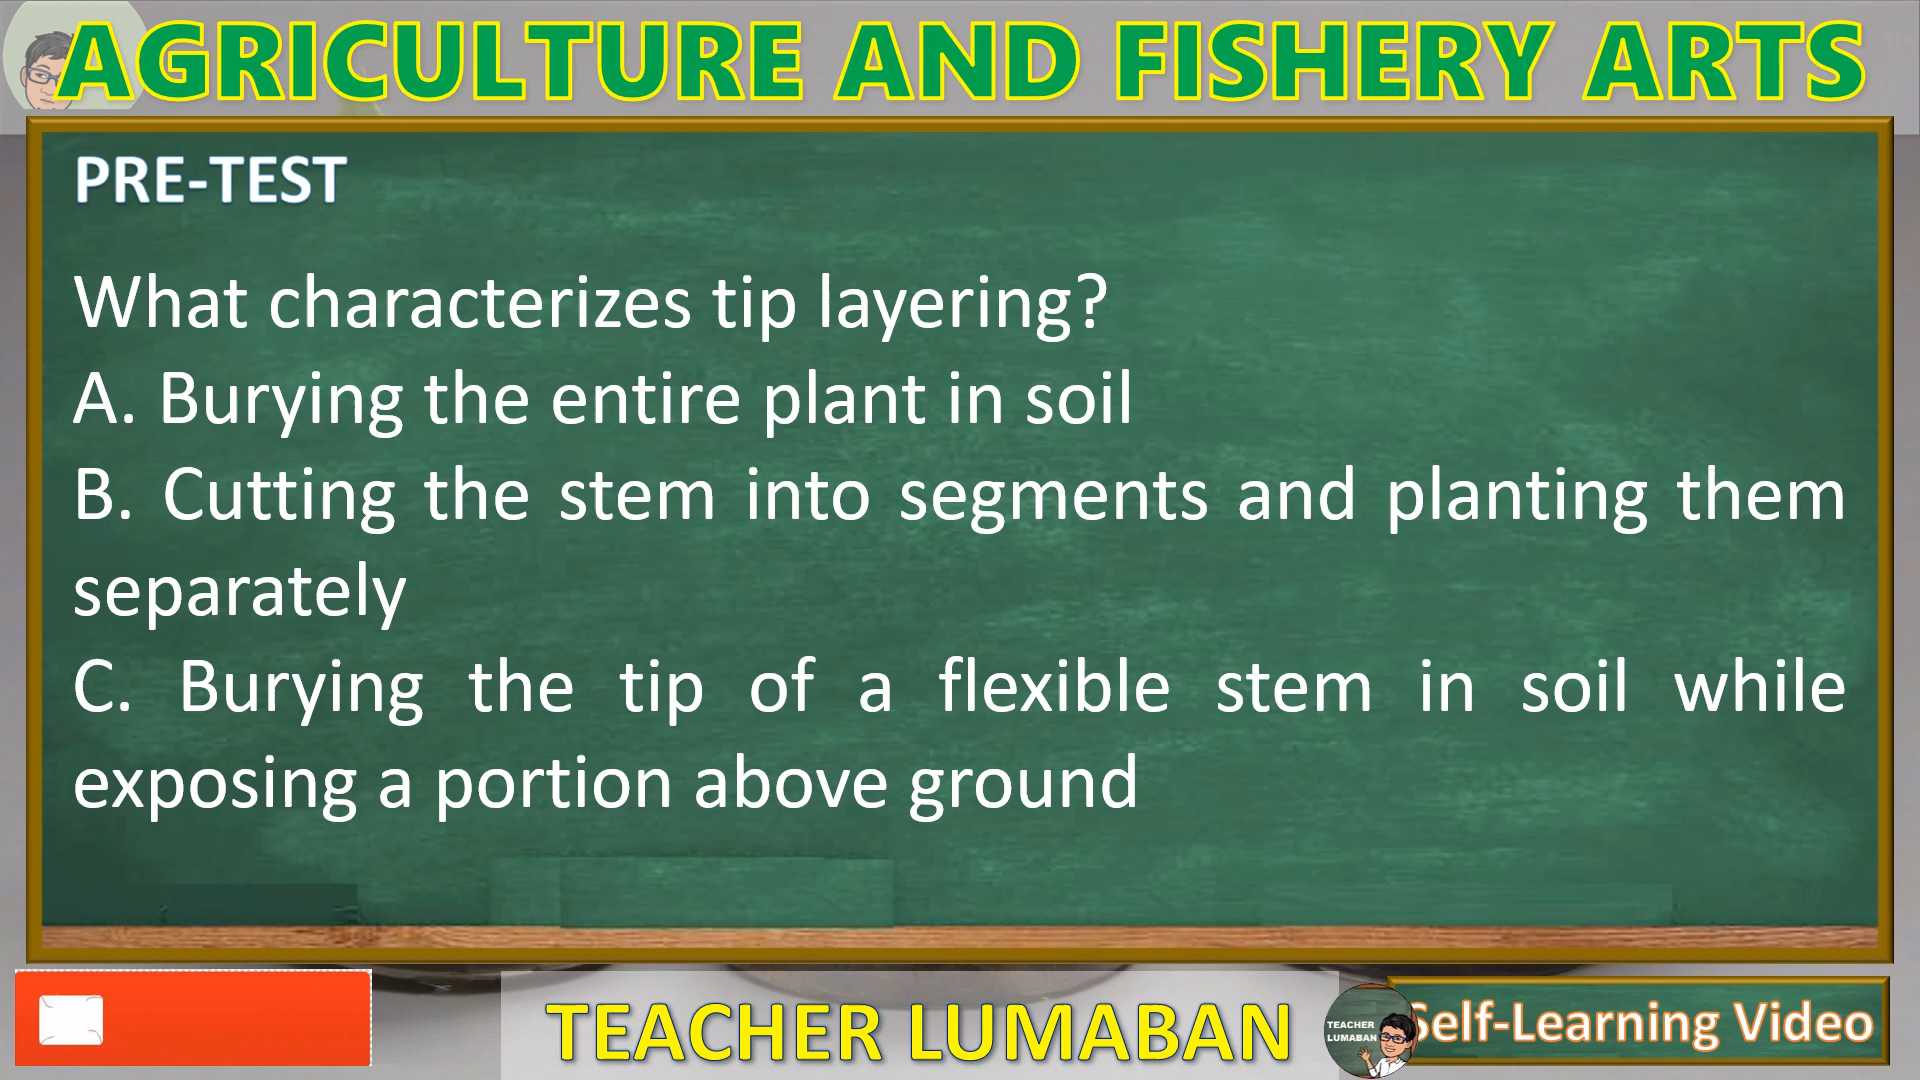 AGRICULTURE AND FISHERY ARTS
PRE-TEST
What characterizes tip layering?
A. Burying the entire plant in soil
B. Cutting the stem into segments and planting them
separately
C. Burying the tip of a flexible stem in soil while
exposing a portion above ground
TEACHER LUMABAN
TEACHER
LUMABAN
Self-Learning Video